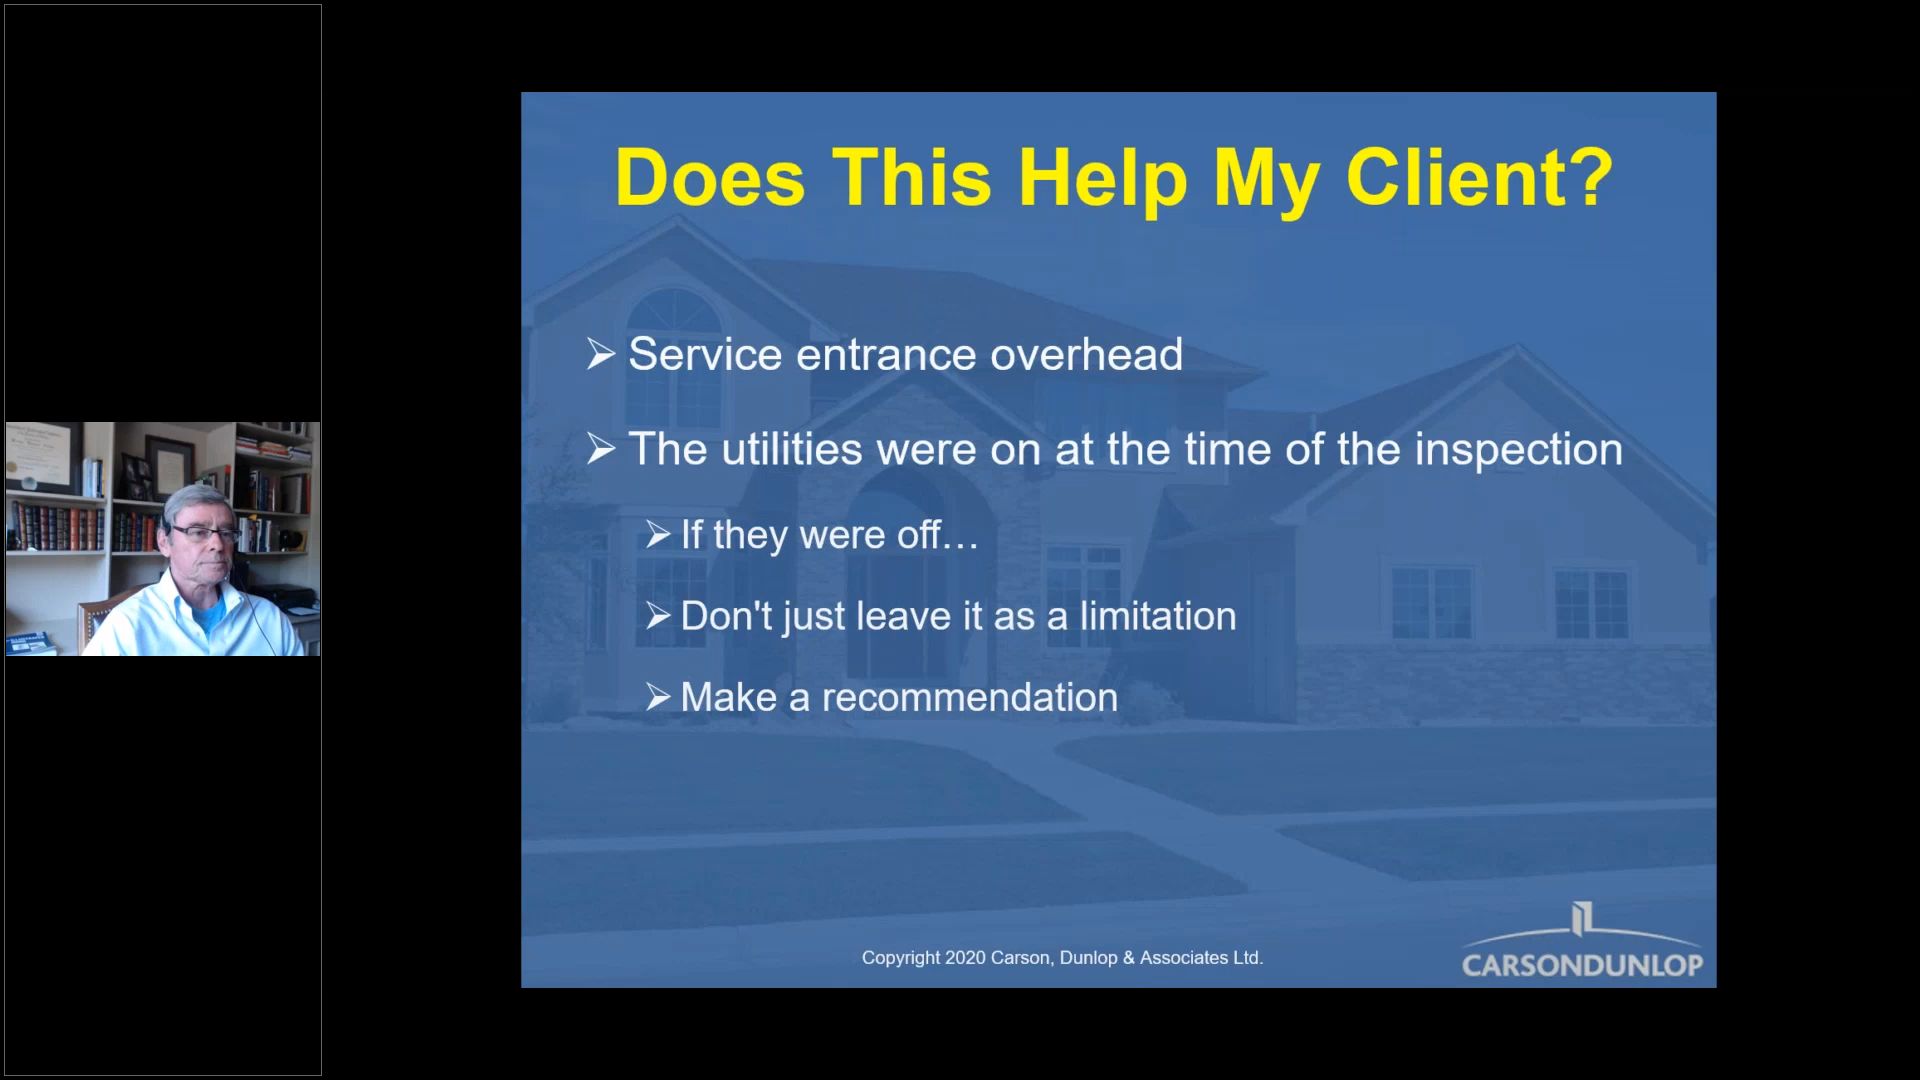 Does This Help My Client?
Service entrance overhead
The utilities were on at the time of the inspection
If they were off…
Don't just leave it as a limitation
Make a recommendation
Copyright 2020 Carson, Dunlop & Associates Ltd.
CARSONDUNLOP